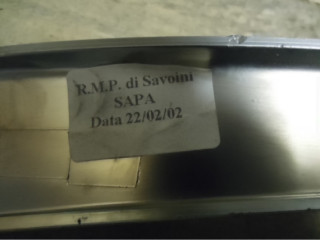 R.M.P. di Savoini
SAPA
Data 22/02/02